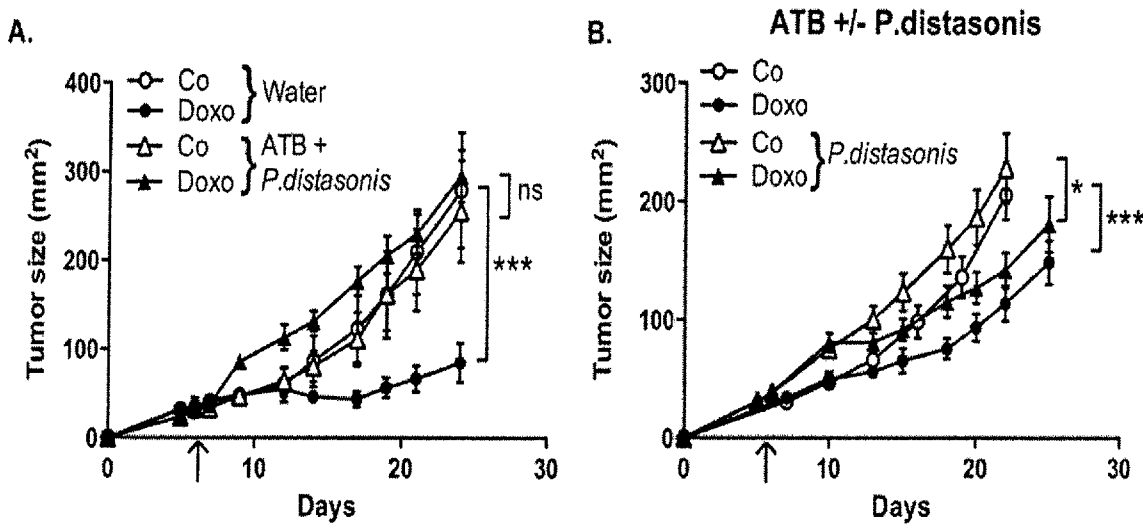 A.
400
300
200
100
0
Tumor size (mm²)
Co
Doxo
} Water
Co
Doxo
} ATB +
P.distasonis
ns
***
0 10 20 30
↑
Days
B.
ATB +/- P.distasonis
300
200
100
0
Tumor size (mm²)
Co
Doxo
Co
Doxo
} P.distasonis
*
***
0 10 20 30
↑
Days